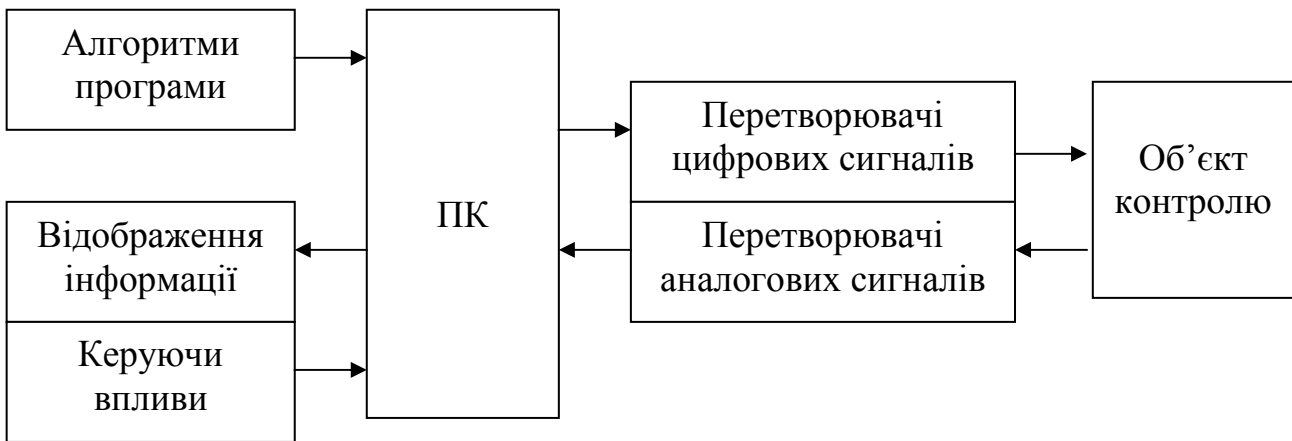 Алгоритми
програми
Відображення
інформації
Керуючи
впливи
ПК
Перетворювачі
цифрових сигналів
Перетворювачі
аналогових сигналів
Об’єкт
контролю